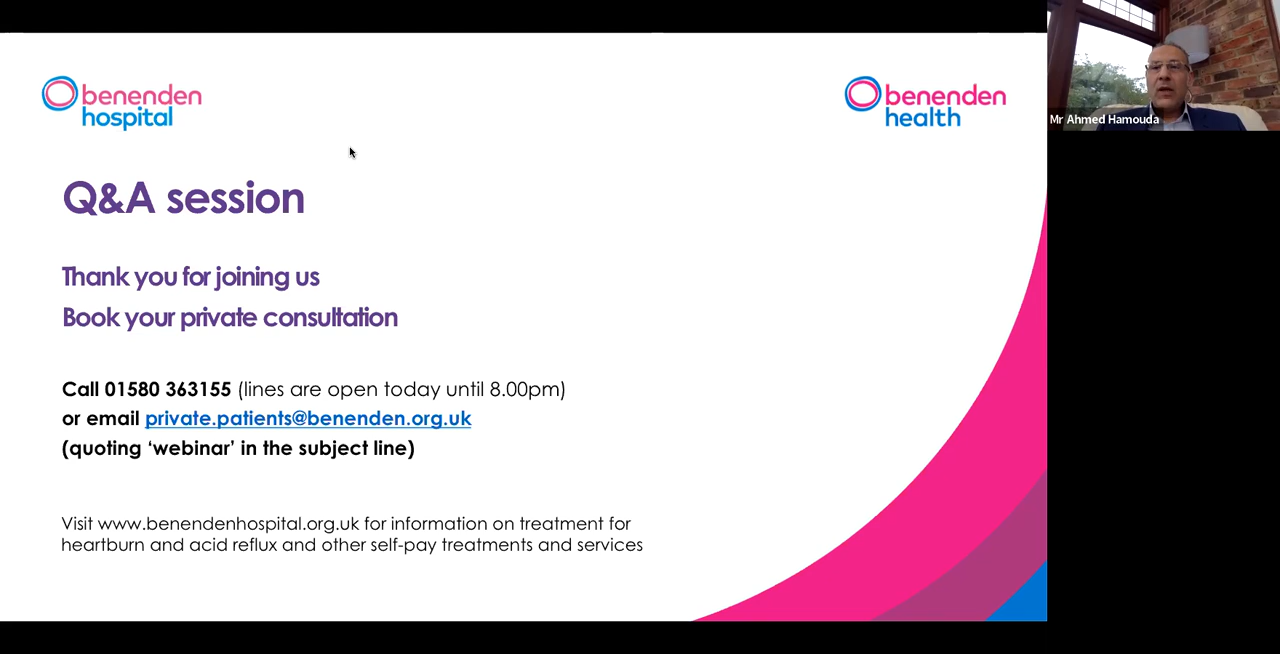 benenden
hospital
benenden
health
Mr Ahmed Hamouda
Q&A session
Thank you for joining us
Book your private consultation
Call 01580 363155 (lines are open today until 8.00pm)
or email private.patients@benenden.org.uk
(quoting ‘webinar’ in the subject line)
Visit www.benendenhospital.org.uk for information on treatment for
heartburn and acid reflux and other self-pay treatments and services